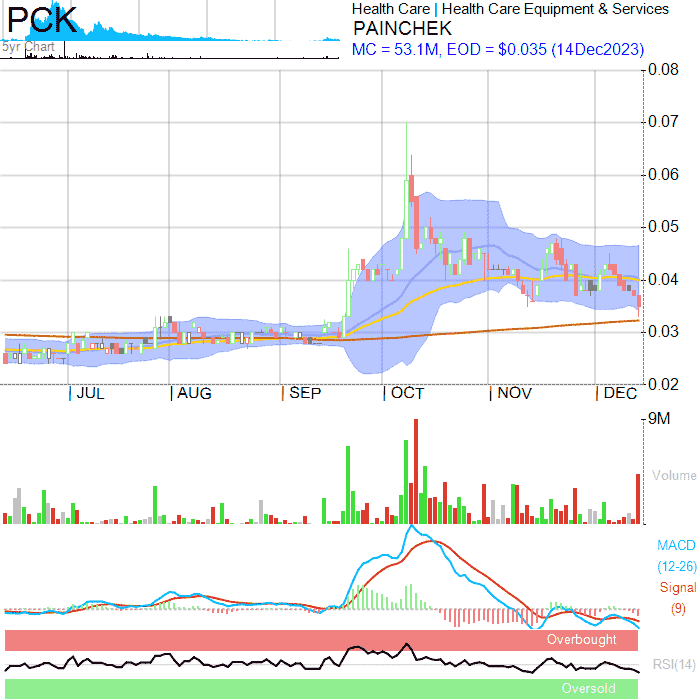 PCK
5yr Chart
Health Care | Health Care Equipment & Services
PAINCHEK
MC = 53.1M, EOD = $0.035 (14Dec2023)
0.08
0.07
0.06
0.05
0.04
0.03
0.02
JUL AUG SEP OCT NOV DEC
9M
Volume
MACD
(12-26)
Signal
(9)
Overbought
RSI(14)
Oversold